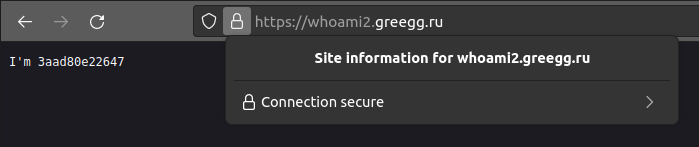 https://whoami2.greegg.ru
I'm 3aad80e22647
Site information for whoami2.greegg.ru
Connection secure